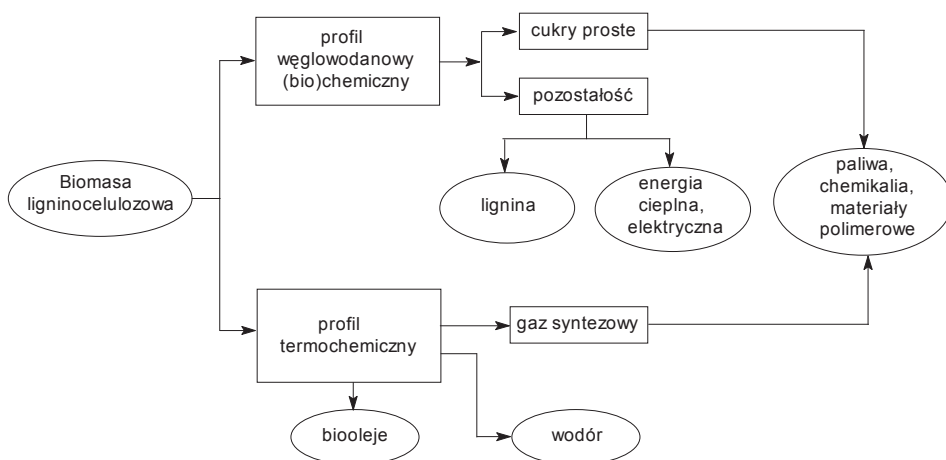 profil
węglowodanowy
(bio)chemiczny
cukry proste
pozostałość
Biomasa
ligninocelulozowa
lignina
energia
cieplna,
elektryczna
paliwa,
chemikalia,
materiały
polimerowe
profil
termochemiczny
gaz syntezowy
biooleje
wodór